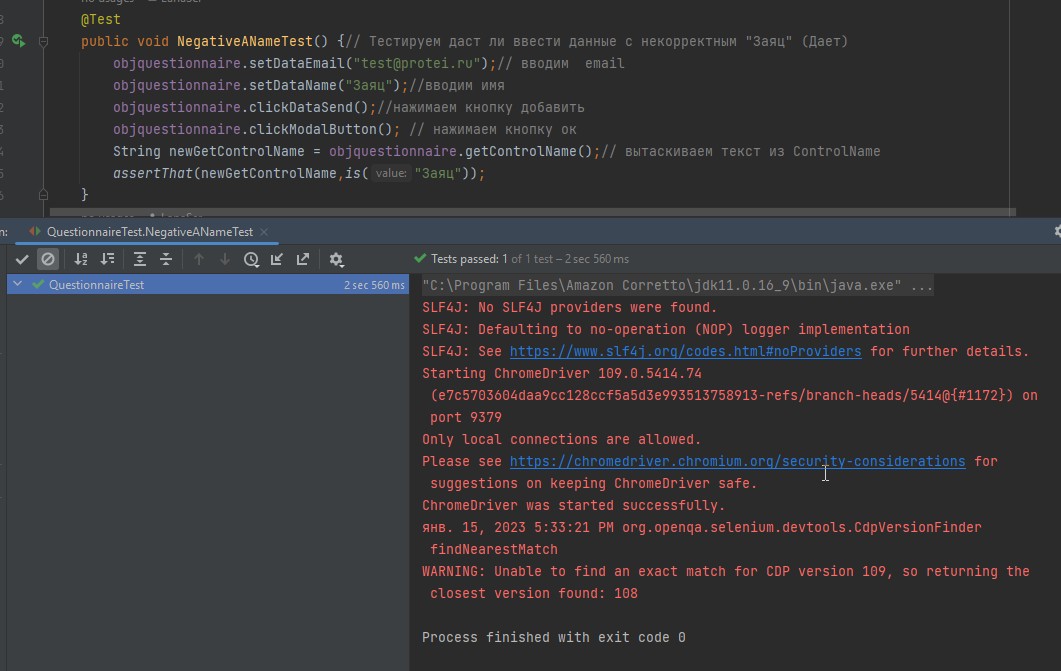 @Test
public void NegativeANameTest() {// Тестируем даст ли ввести данные с некорректным "Заяц" (Дает)
objquestionnaire.setDataEmail("test@protei.ru");// вводим  email
objquestionnaire.setDataName("Заяц");//вводим имя
objquestionnaire.clickDataSend();//нажимаем кнопку добавить
objquestionnaire.clickModalButton(); // нажимаем кнопку ок
String newGetControlName = objquestionnaire.getControlName();// вытаскиваем текст из ControlName
assertThat(newGetControlName,is( value: "Заяц"));
}
QuestionnaireTest.NegativeANameTest
Tests passed: 1 of 1 test – 2 sec 560 ms
QuestionnaireTest 2 sec 560 ms
"C:\Program Files\Amazon Corretto\jdk11.0.16_9\bin\java.exe" ...
SLF4J: No SLF4J providers were found.
SLF4J: Defaulting to no-operation (NOP) logger implementation
SLF4J: See https://www.slf4j.org/codes.html#noProviders for further details.
Starting ChromeDriver 109.0.5414.74
(e7c5703604daa9cc128ccf5a5d3e993513758913-refs/branch-heads/5414@{#1172}) on
port 9379
Only local connections are allowed.
Please see https://chromedriver.chromium.org/security-considerations for
suggestions on keeping ChromeDriver safe.
ChromeDriver was started successfully.
янв. 15, 2023 5:33:21 PM org.openqa.selenium.devtools.CdpVersionFinder
findNearestMatch
WARNING: Unable to find an exact match for CDP version 109, so returning the
closest version found: 108
Process finished with exit code 0